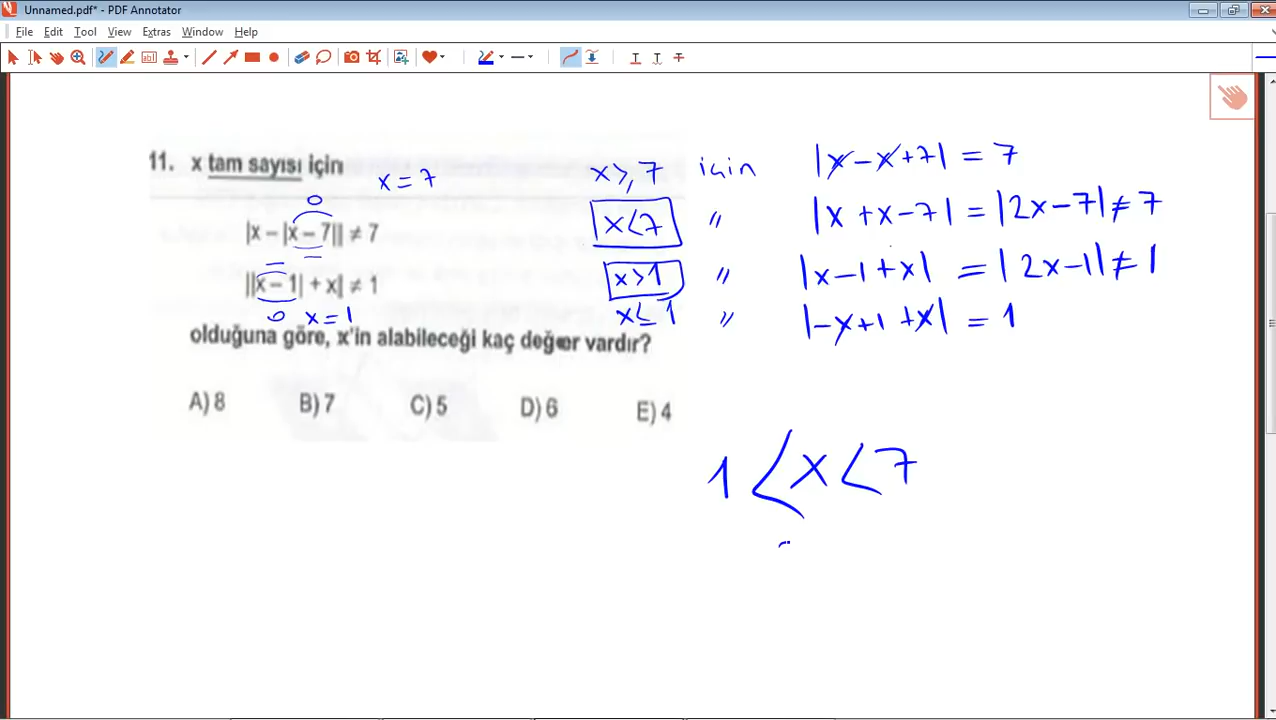 Unnamed.pdf* - PDF Annotator
File Edit Tool View Extras Window Help
11. x tam sayısı için
x = 7
0
|x – |x – 7|| ≠ 7
||x – 1| + x| ≠ 1
0 x = 1
olduğuna göre, x'in alabileceği kaç değer vardır?
A) 8 B) 7 C) 5 D) 6 E) 4
x ≥ 7 için |x – x + 7| = 7
x < 7 " |x + x – 7| = |2x – 7| ≠ 7
x > 1 " |x – 1 + x| = |2x – 1| ≠ 1
x ≤ 1 " |–x + 1 + x| = 1
1 < x < 7